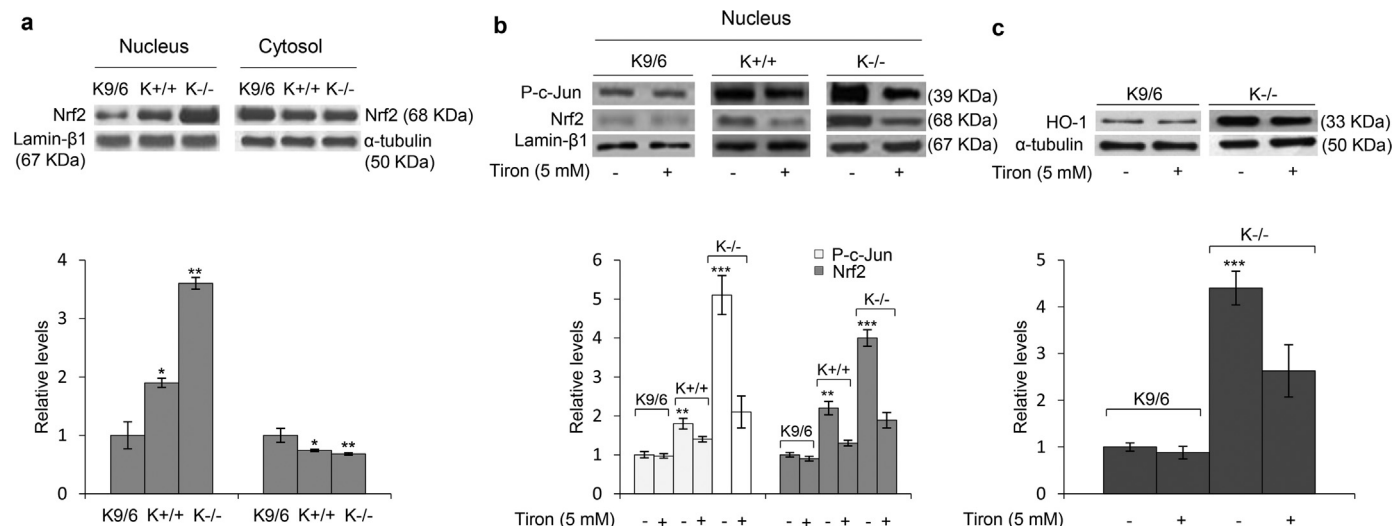 a
Nucleus Cytosol
K9/6 K+/+ K-/- K9/6 K+/+ K-/-
Nrf2 Nrf2 (68 KDa)
Lamin-β1 α-tubulin
(67 KDa) (50 KDa)
Relative levels
4
3
2
1
0
* ** * **
K9/6 K+/+ K-/- K9/6 K+/+ K-/-
b
Nucleus
K9/6 K+/+ K-/-
P-c-Jun (39 KDa)
Nrf2 (68 KDa)
Lamin-β1 (67 KDa)
Tiron (5 mM) - + - + - +
Relative levels
6
5
4
3
2
1
0
P-c-Jun
Nrf2
K9/6 K+/+ K-/- K9/6 K+/+ K-/-
** *** ** ***
Tiron (5 mM) - + - + - + - + - + - +
c
K9/6 K-/-
HO-1 (33 KDa)
α-tubulin (50 KDa)
Tiron (5 mM) - + - +
Relative levels
5
4
3
2
1
0
K9/6 K-/-
***
Tiron (5 mM) - + - +